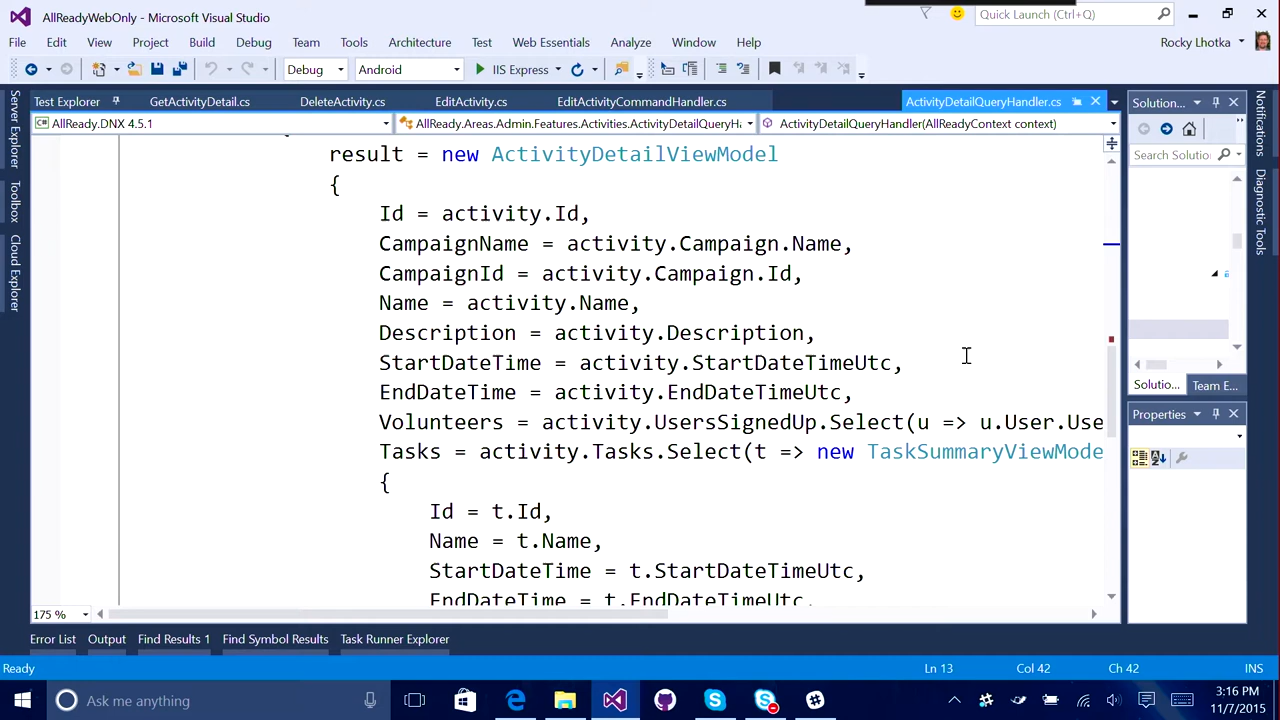 AllReadyWebOnly - Microsoft Visual Studio
Quick Launch (Ctrl+Q)
File Edit View Project Build Debug Team Tools Architecture Test Web Essentials Analyze Window Help
Rocky Lhotka
Debug Android IIS Express
Server Explorer
Toolbox
Cloud Explorer
Test Explorer GetActivityDetail.cs DeleteActivity.cs EditActivity.cs EditActivityCommandHandler.cs ActivityDetailQueryHandler.cs
AllReady.DNX 4.5.1 AllReady.Areas.Admin.Features.Activities.ActivityDetailQueryHa ActivityDetailQueryHandler(AllReadyContext context)
result = new ActivityDetailViewModel
{
Id = activity.Id,
CampaignName = activity.Campaign.Name,
CampaignId = activity.Campaign.Id,
Name = activity.Name,
Description = activity.Description,
StartDateTime = activity.StartDateTimeUtc,
EndDateTime = activity.EndDateTimeUtc,
Volunteers = activity.UsersSignedUp.Select(u => u.User.Use
Tasks = activity.Tasks.Select(t => new TaskSummaryViewMode
{
Id = t.Id,
Name = t.Name,
StartDateTime = t.StartDateTimeUtc,
EndDateTime = t.EndDateTimeUtc,
175 %
Solution...
Search Solutio
Solutio... Team E...
Properties
Notifications
Diagnostic Tools
Error List Output Find Results 1 Find Symbol Results Task Runner Explorer
Ready Ln 13 Col 42 Ch 42 INS
Ask me anything
3:16 PM
11/7/2015